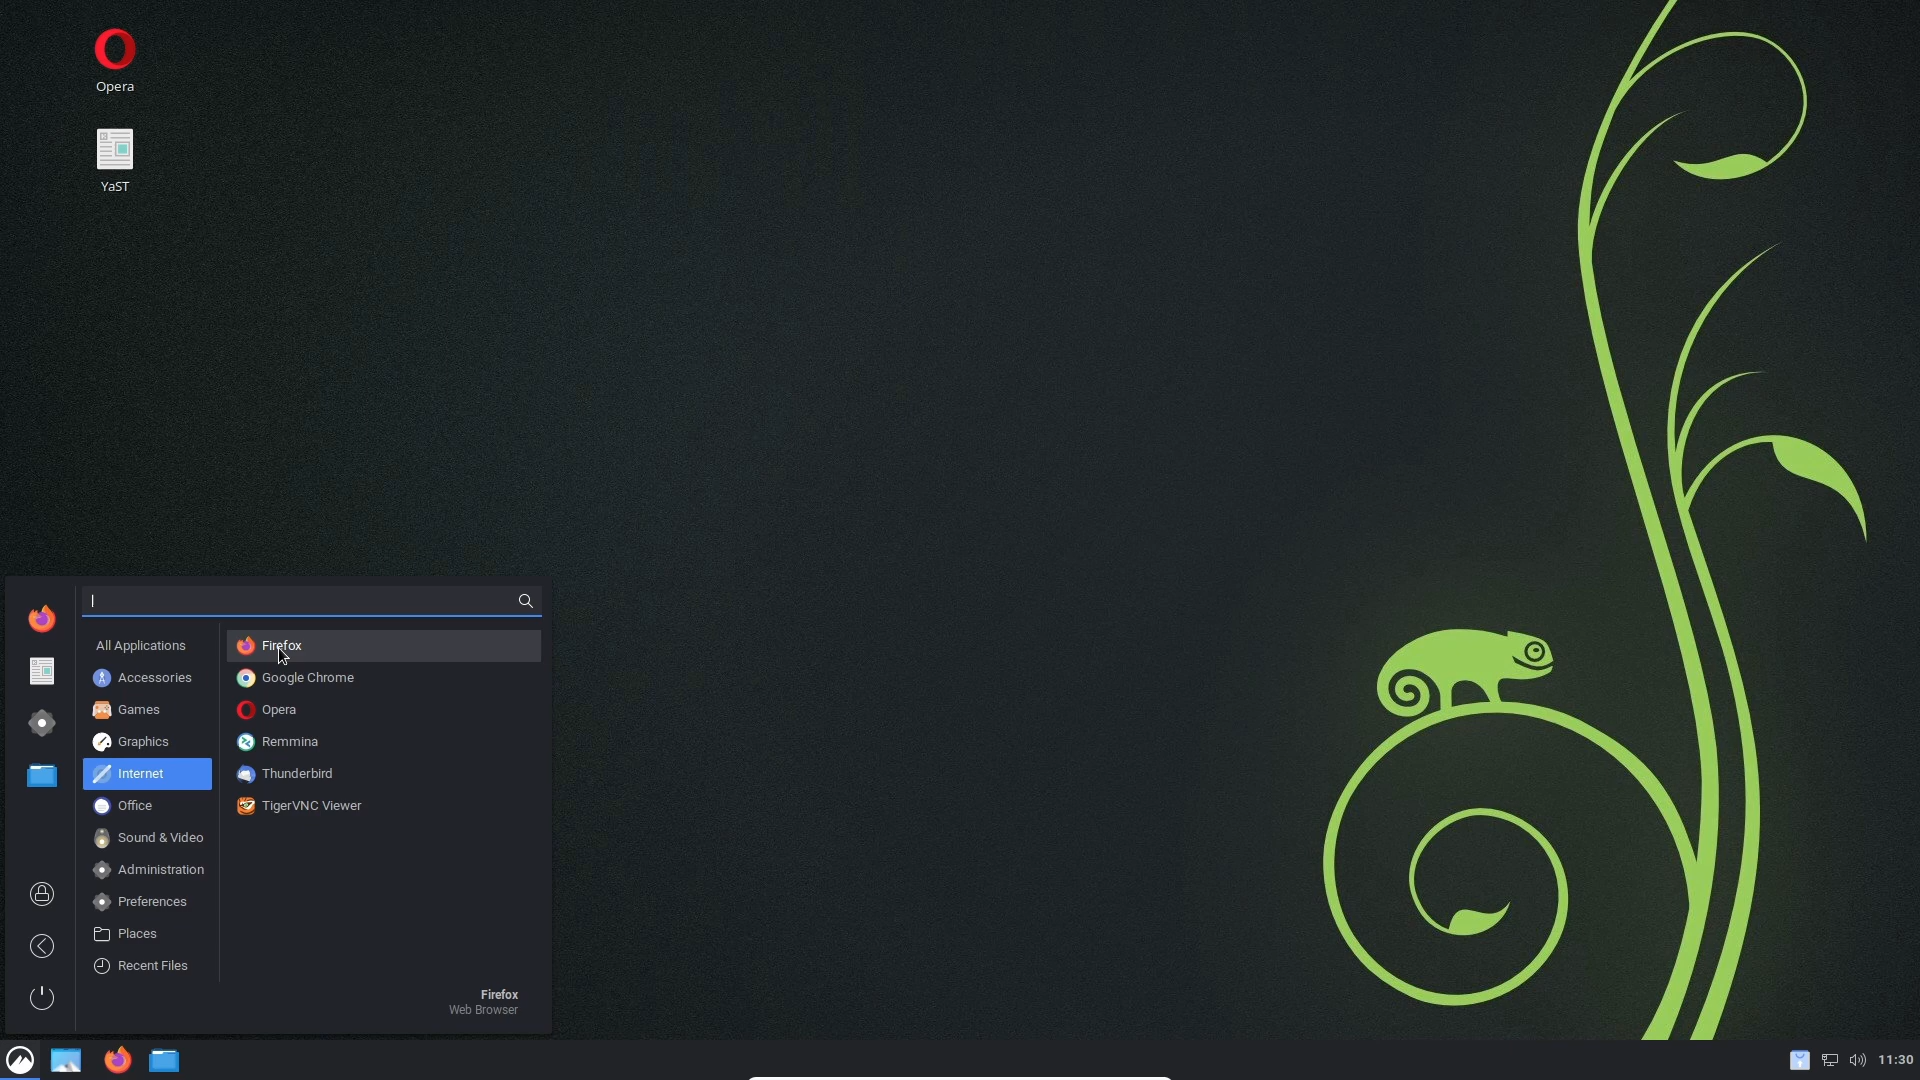 Opera
YaST
All Applications
Accessories
Games
Graphics
Internet
Office
Sound & Video
Administration
Preferences
Places
Recent Files
Firefox
Google Chrome
Opera
Remmina
Thunderbird
TigerVNC Viewer
Firefox
Web Browser
11:30